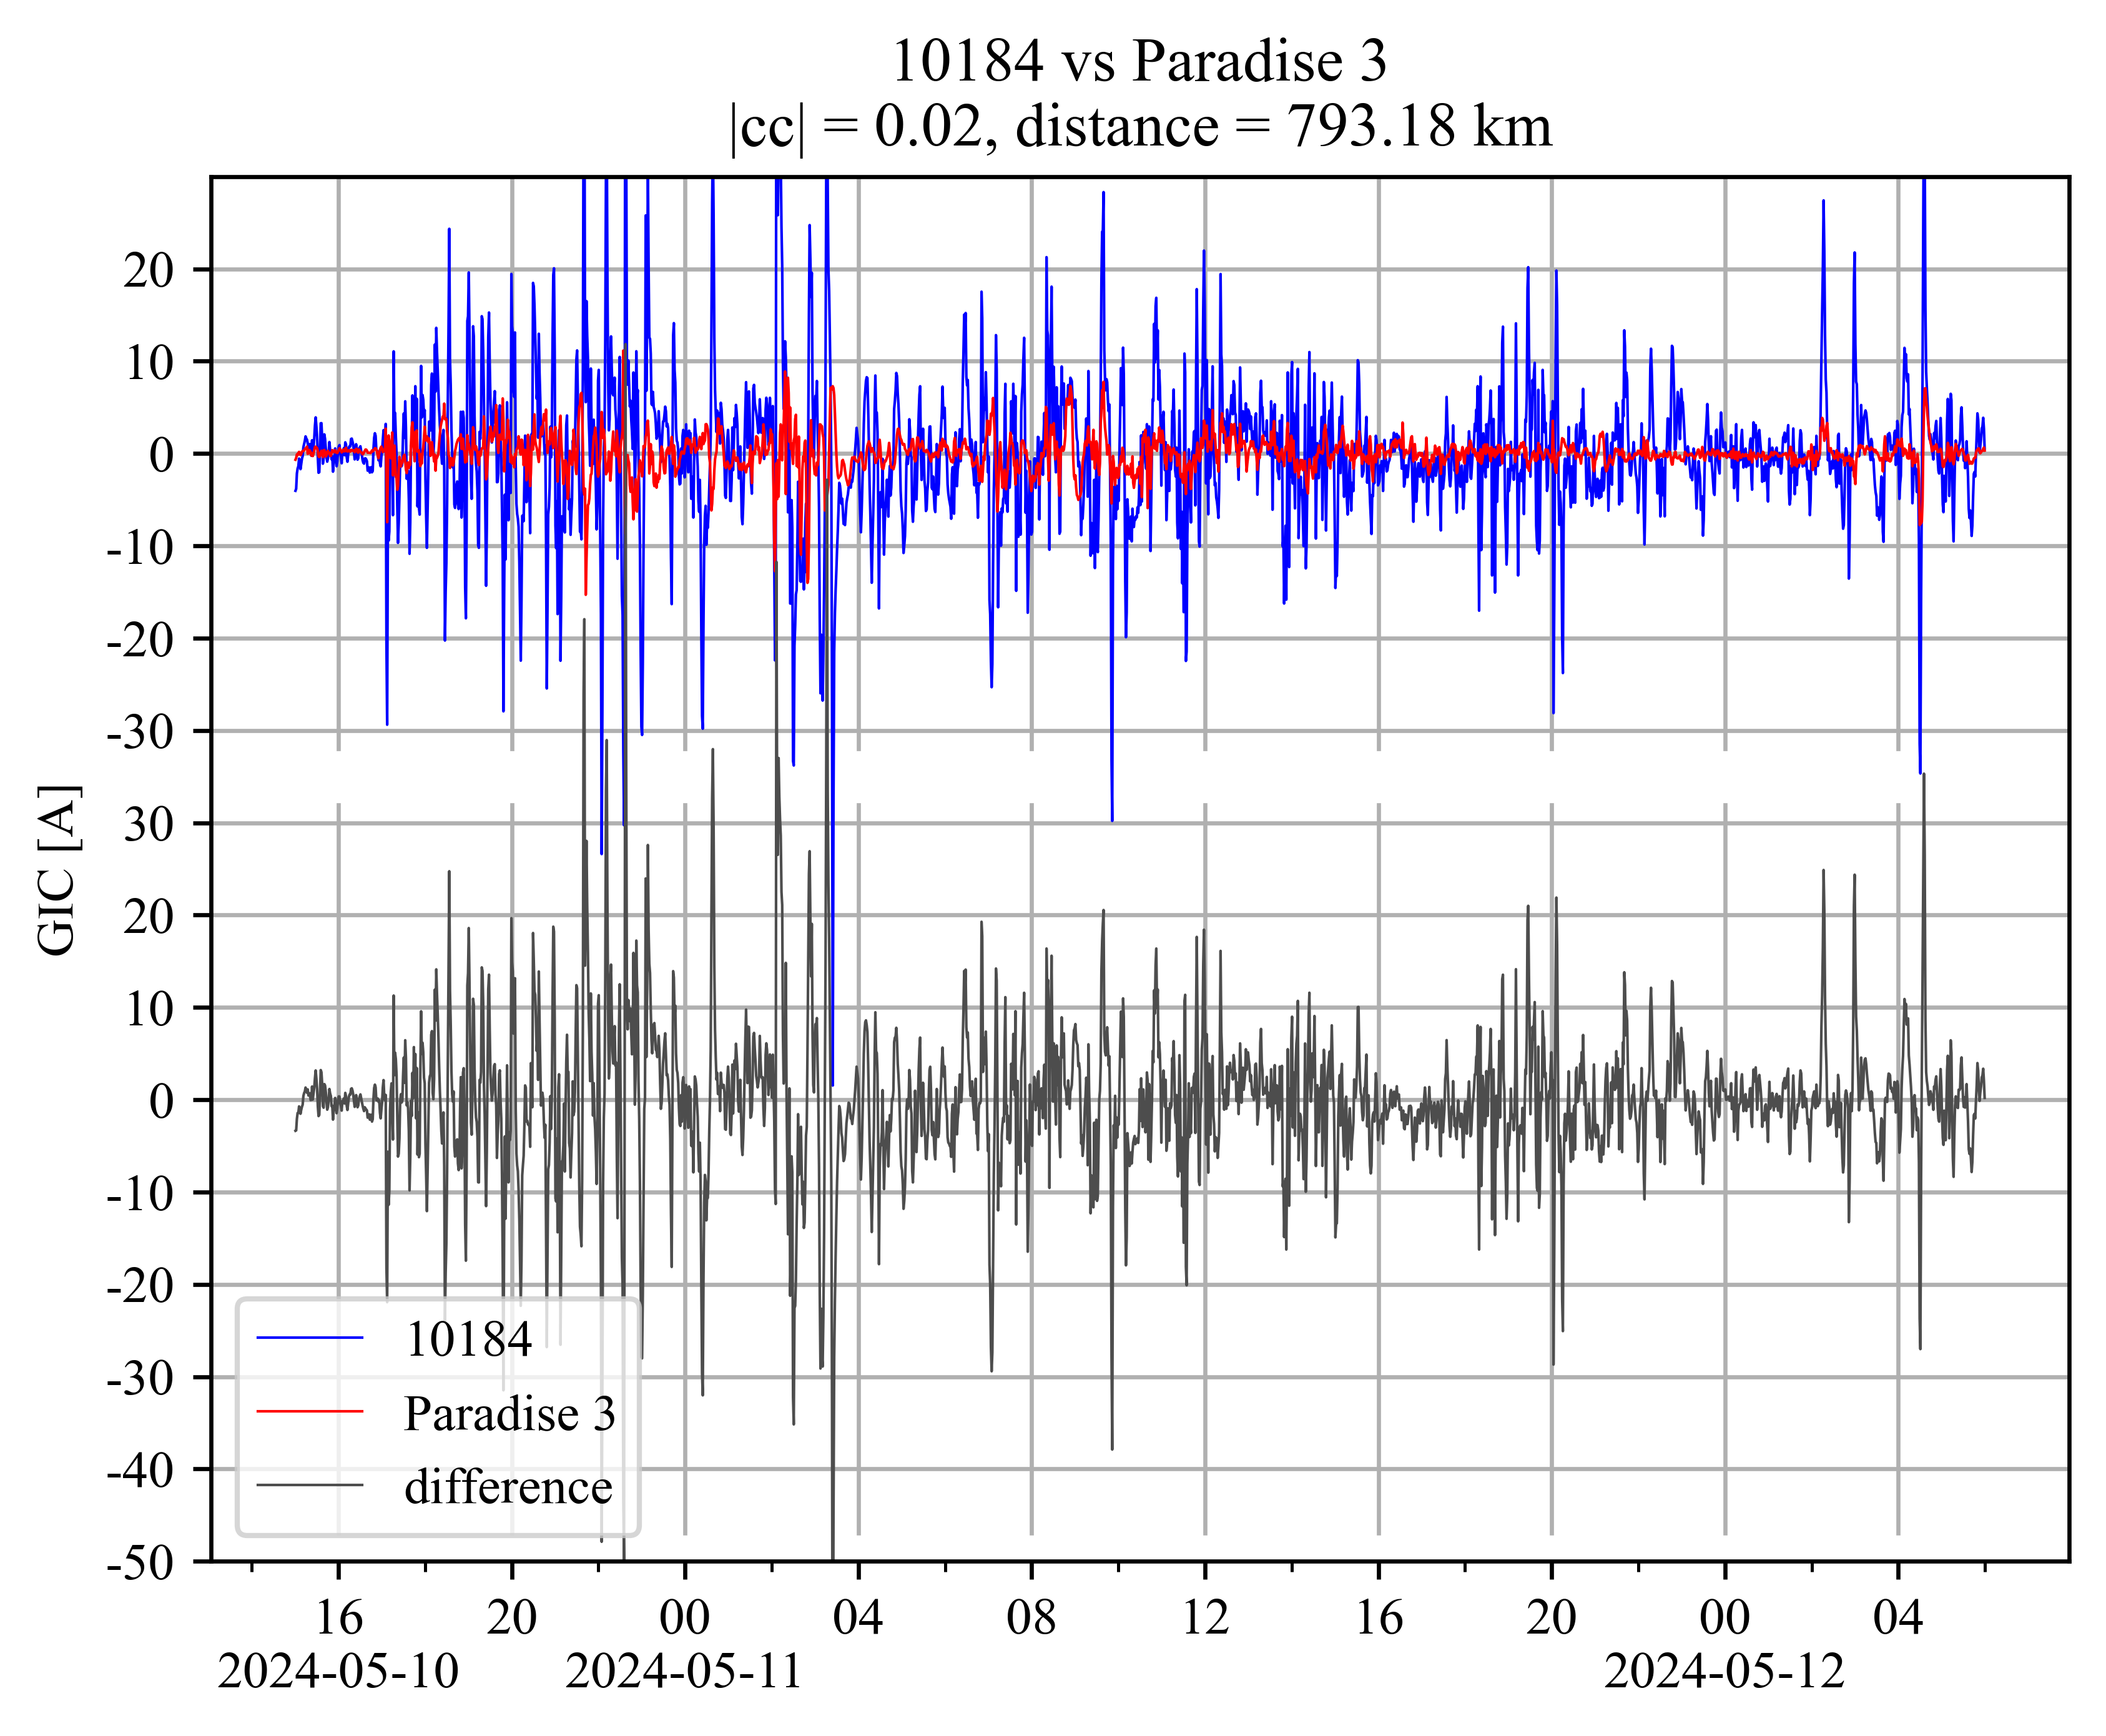 10184 vs Paradise 3
|cc| = 0.02, distance = 793.18 km
GIC [A]
20
10
0
-10
-20
-30
30
20
10
0
-10
-20
-30
-40
-50
10184
Paradise 3
difference
16 20 00 04 08 12 16 20 00 04
2024-05-10 2024-05-11 2024-05-12